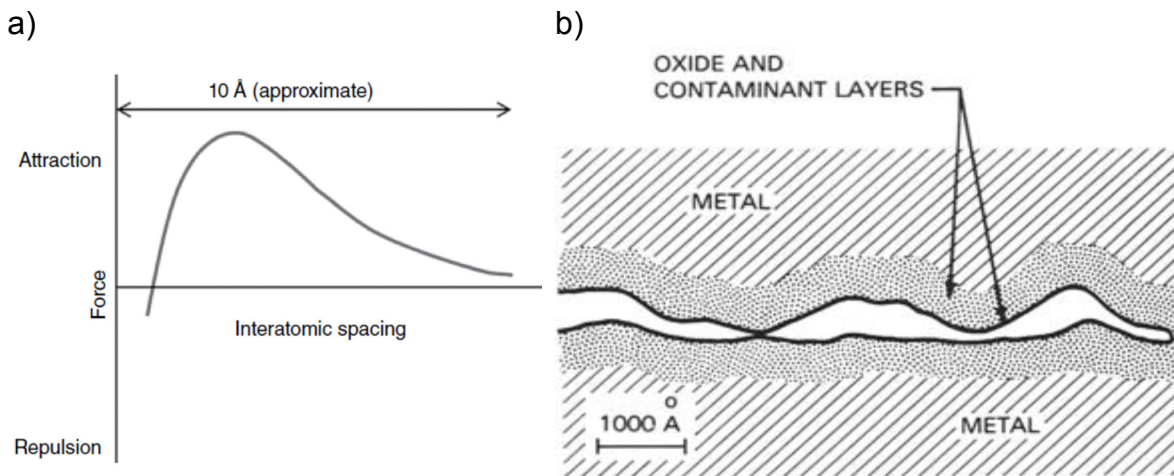 a)
10 Å (approximate)
Attraction
Force
Interatomic spacing
Repulsion
b)
OXIDE AND
CONTAMINANT LAYERS
METAL
1000 Å
METAL